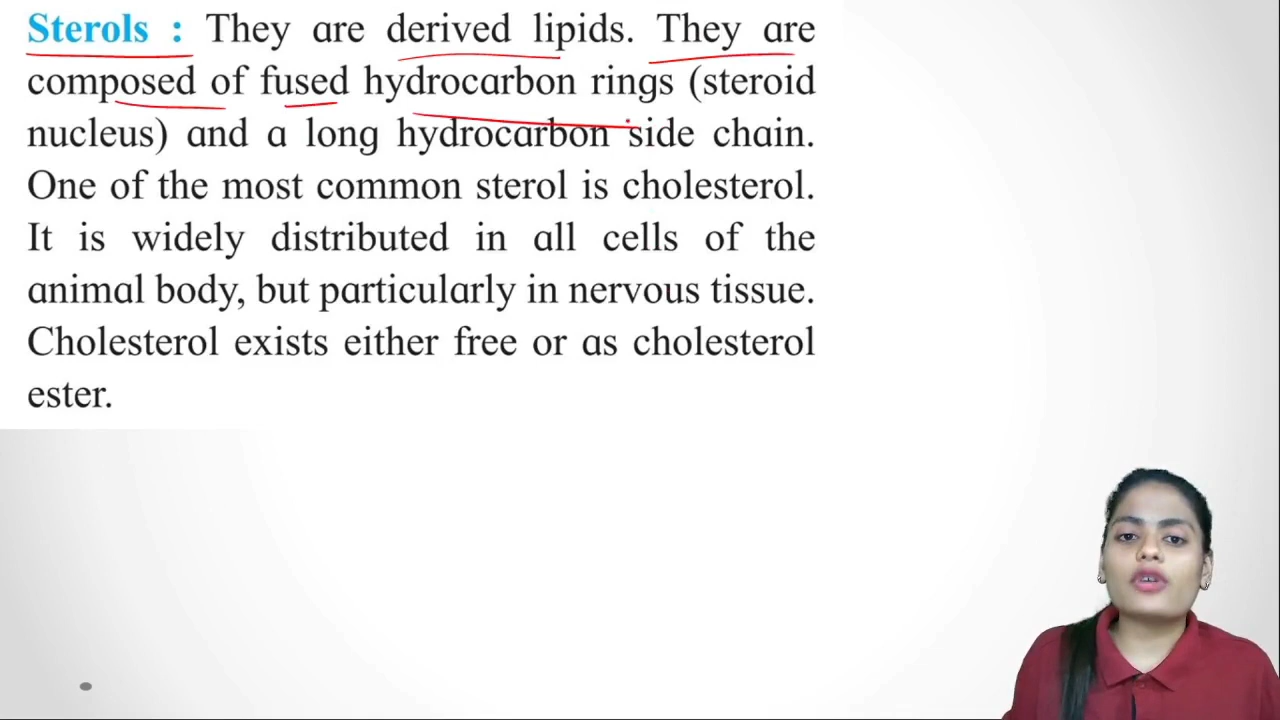 Sterols : They are derived lipids. They are
composed of fused hydrocarbon rings (steroid
nucleus) and a long hydrocarbon side chain.
One of the most common sterol is cholesterol.
It is widely distributed in all cells of the
animal body, but particularly in nervous tissue.
Cholesterol exists either free or as cholesterol
ester.